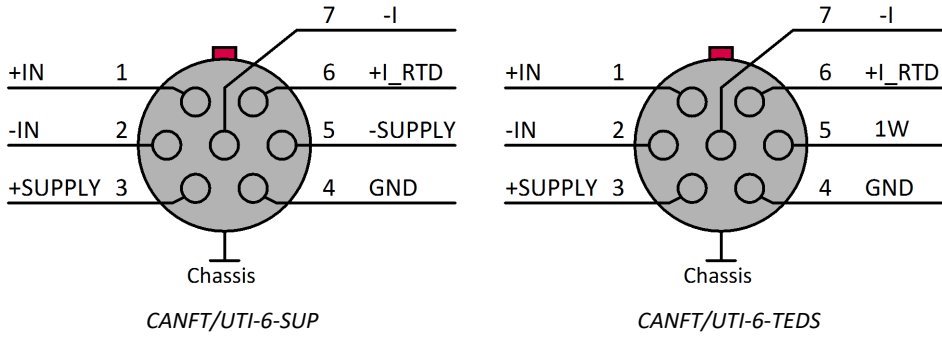 7 -I
+IN 1 6 +I_RTD
-IN 2 5 -SUPPLY
+SUPPLY 3 4 GND
Chassis
CANFT/UTI-6-SUP
7 -I
+IN 1 6 +I_RTD
-IN 2 5 1W
+SUPPLY 3 4 GND
Chassis
CANFT/UTI-6-TEDS